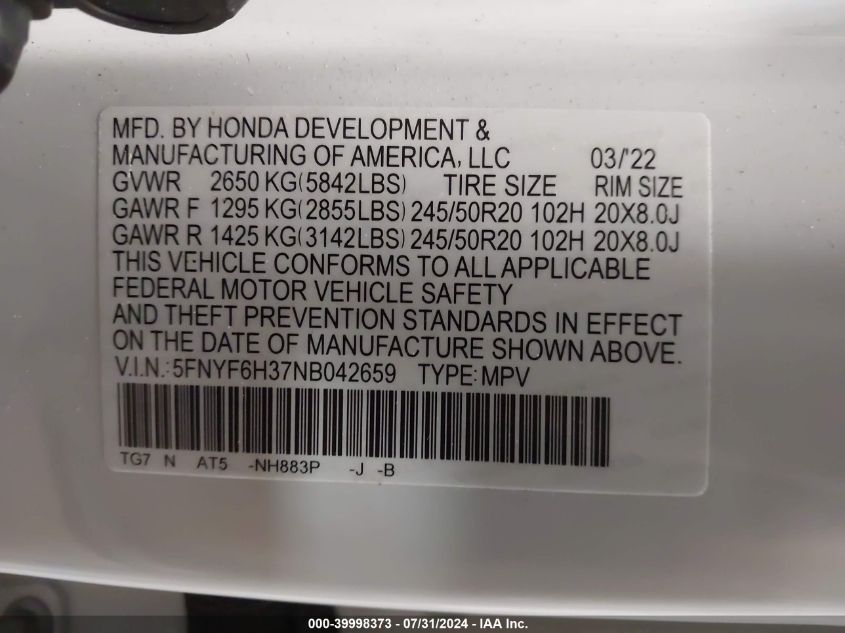 MFD. BY HONDA DEVELOPMENT &
MANUFACTURING OF AMERICA, LLC 03/'22
GVWR 2650 KG(5842LBS) TIRE SIZE RIM SIZE
GAWR F 1295 KG(2855LBS) 245/50R20 102H 20X8.0J
GAWR R 1425 KG(3142LBS) 245/50R20 102H 20X8.0J
THIS VEHICLE CONFORMS TO ALL APPLICABLE
FEDERAL MOTOR VEHICLE SAFETY
AND THEFT PREVENTION STANDARDS IN EFFECT
ON THE DATE OF MANUFACTURE SHOWN ABOVE.
V.I.N.:5FNYF6H37NB042659 TYPE:MPV
TG7 N AT5 -NH883P -J -B
000-39998373 - 07/31/2024 - IAA Inc.